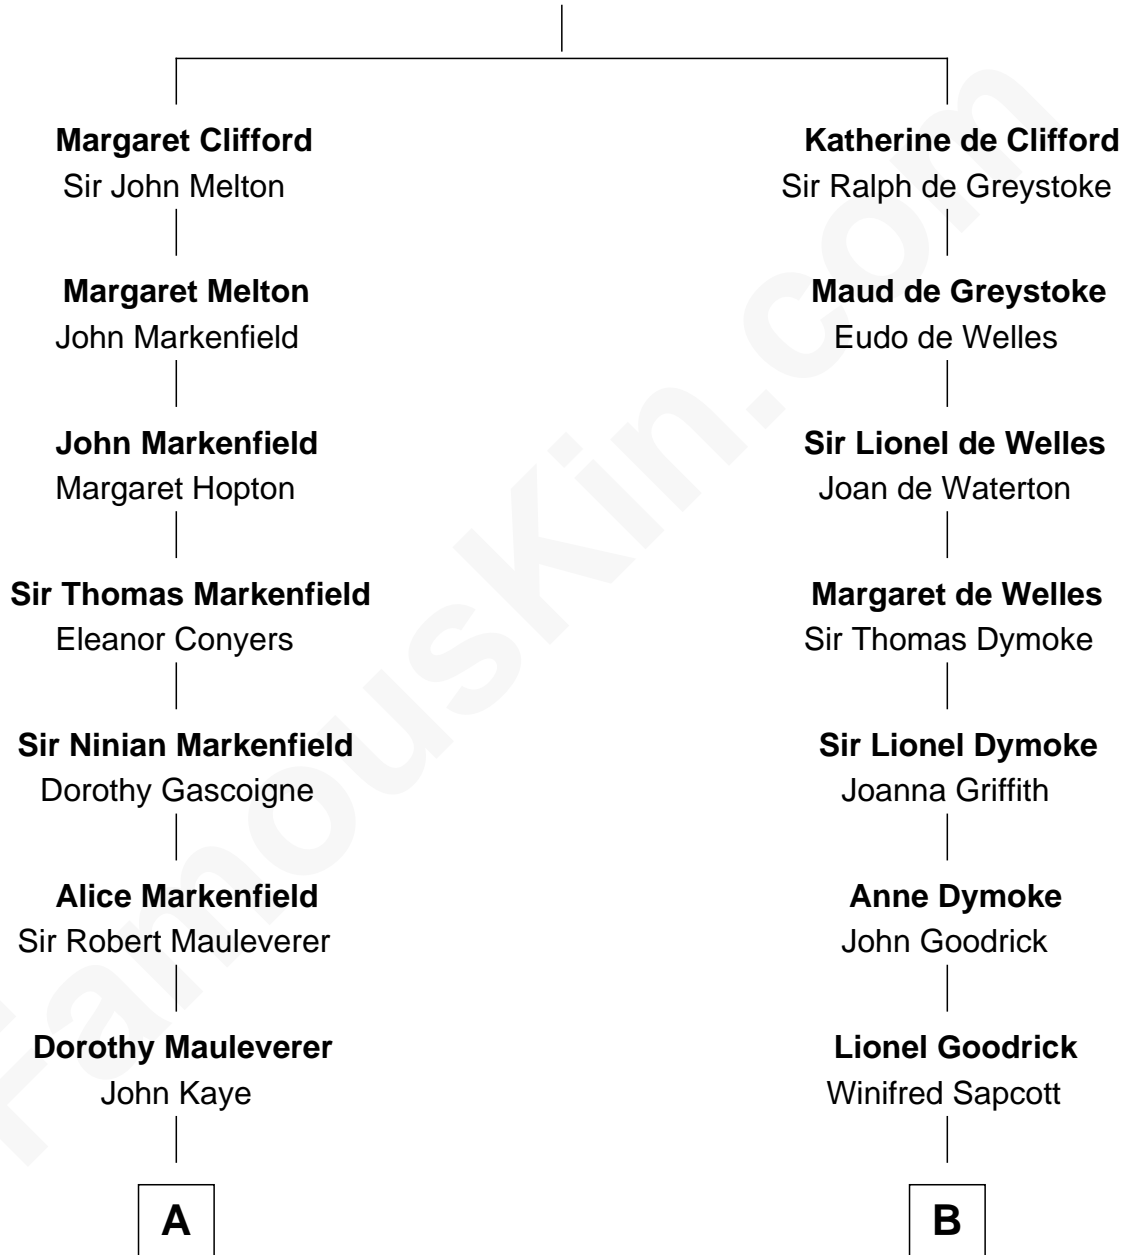 Margaret Clifford
Sir John Melton
Margaret Melton
John Markenfield
John Markenfield
Margaret Hopton
Sir Thomas Markenfield
Eleanor Conyers
Sir Ninian Markenfield
Dorothy Gascoigne
Alice Markenfield
Sir Robert Mauleverer
Dorothy Mauleverer
John Kaye
A
Katherine de Clifford
Sir Ralph de Greystoke
Maud de Greystoke
Eudo de Welles
Sir Lionel de Welles
Joan de Waterton
Margaret de Welles
Sir Thomas Dymoke
Sir Lionel Dymoke
Joanna Griffith
Anne Dymoke
John Goodrick
Lionel Goodrick
Winifred Sapcott
B
FamousKin.com